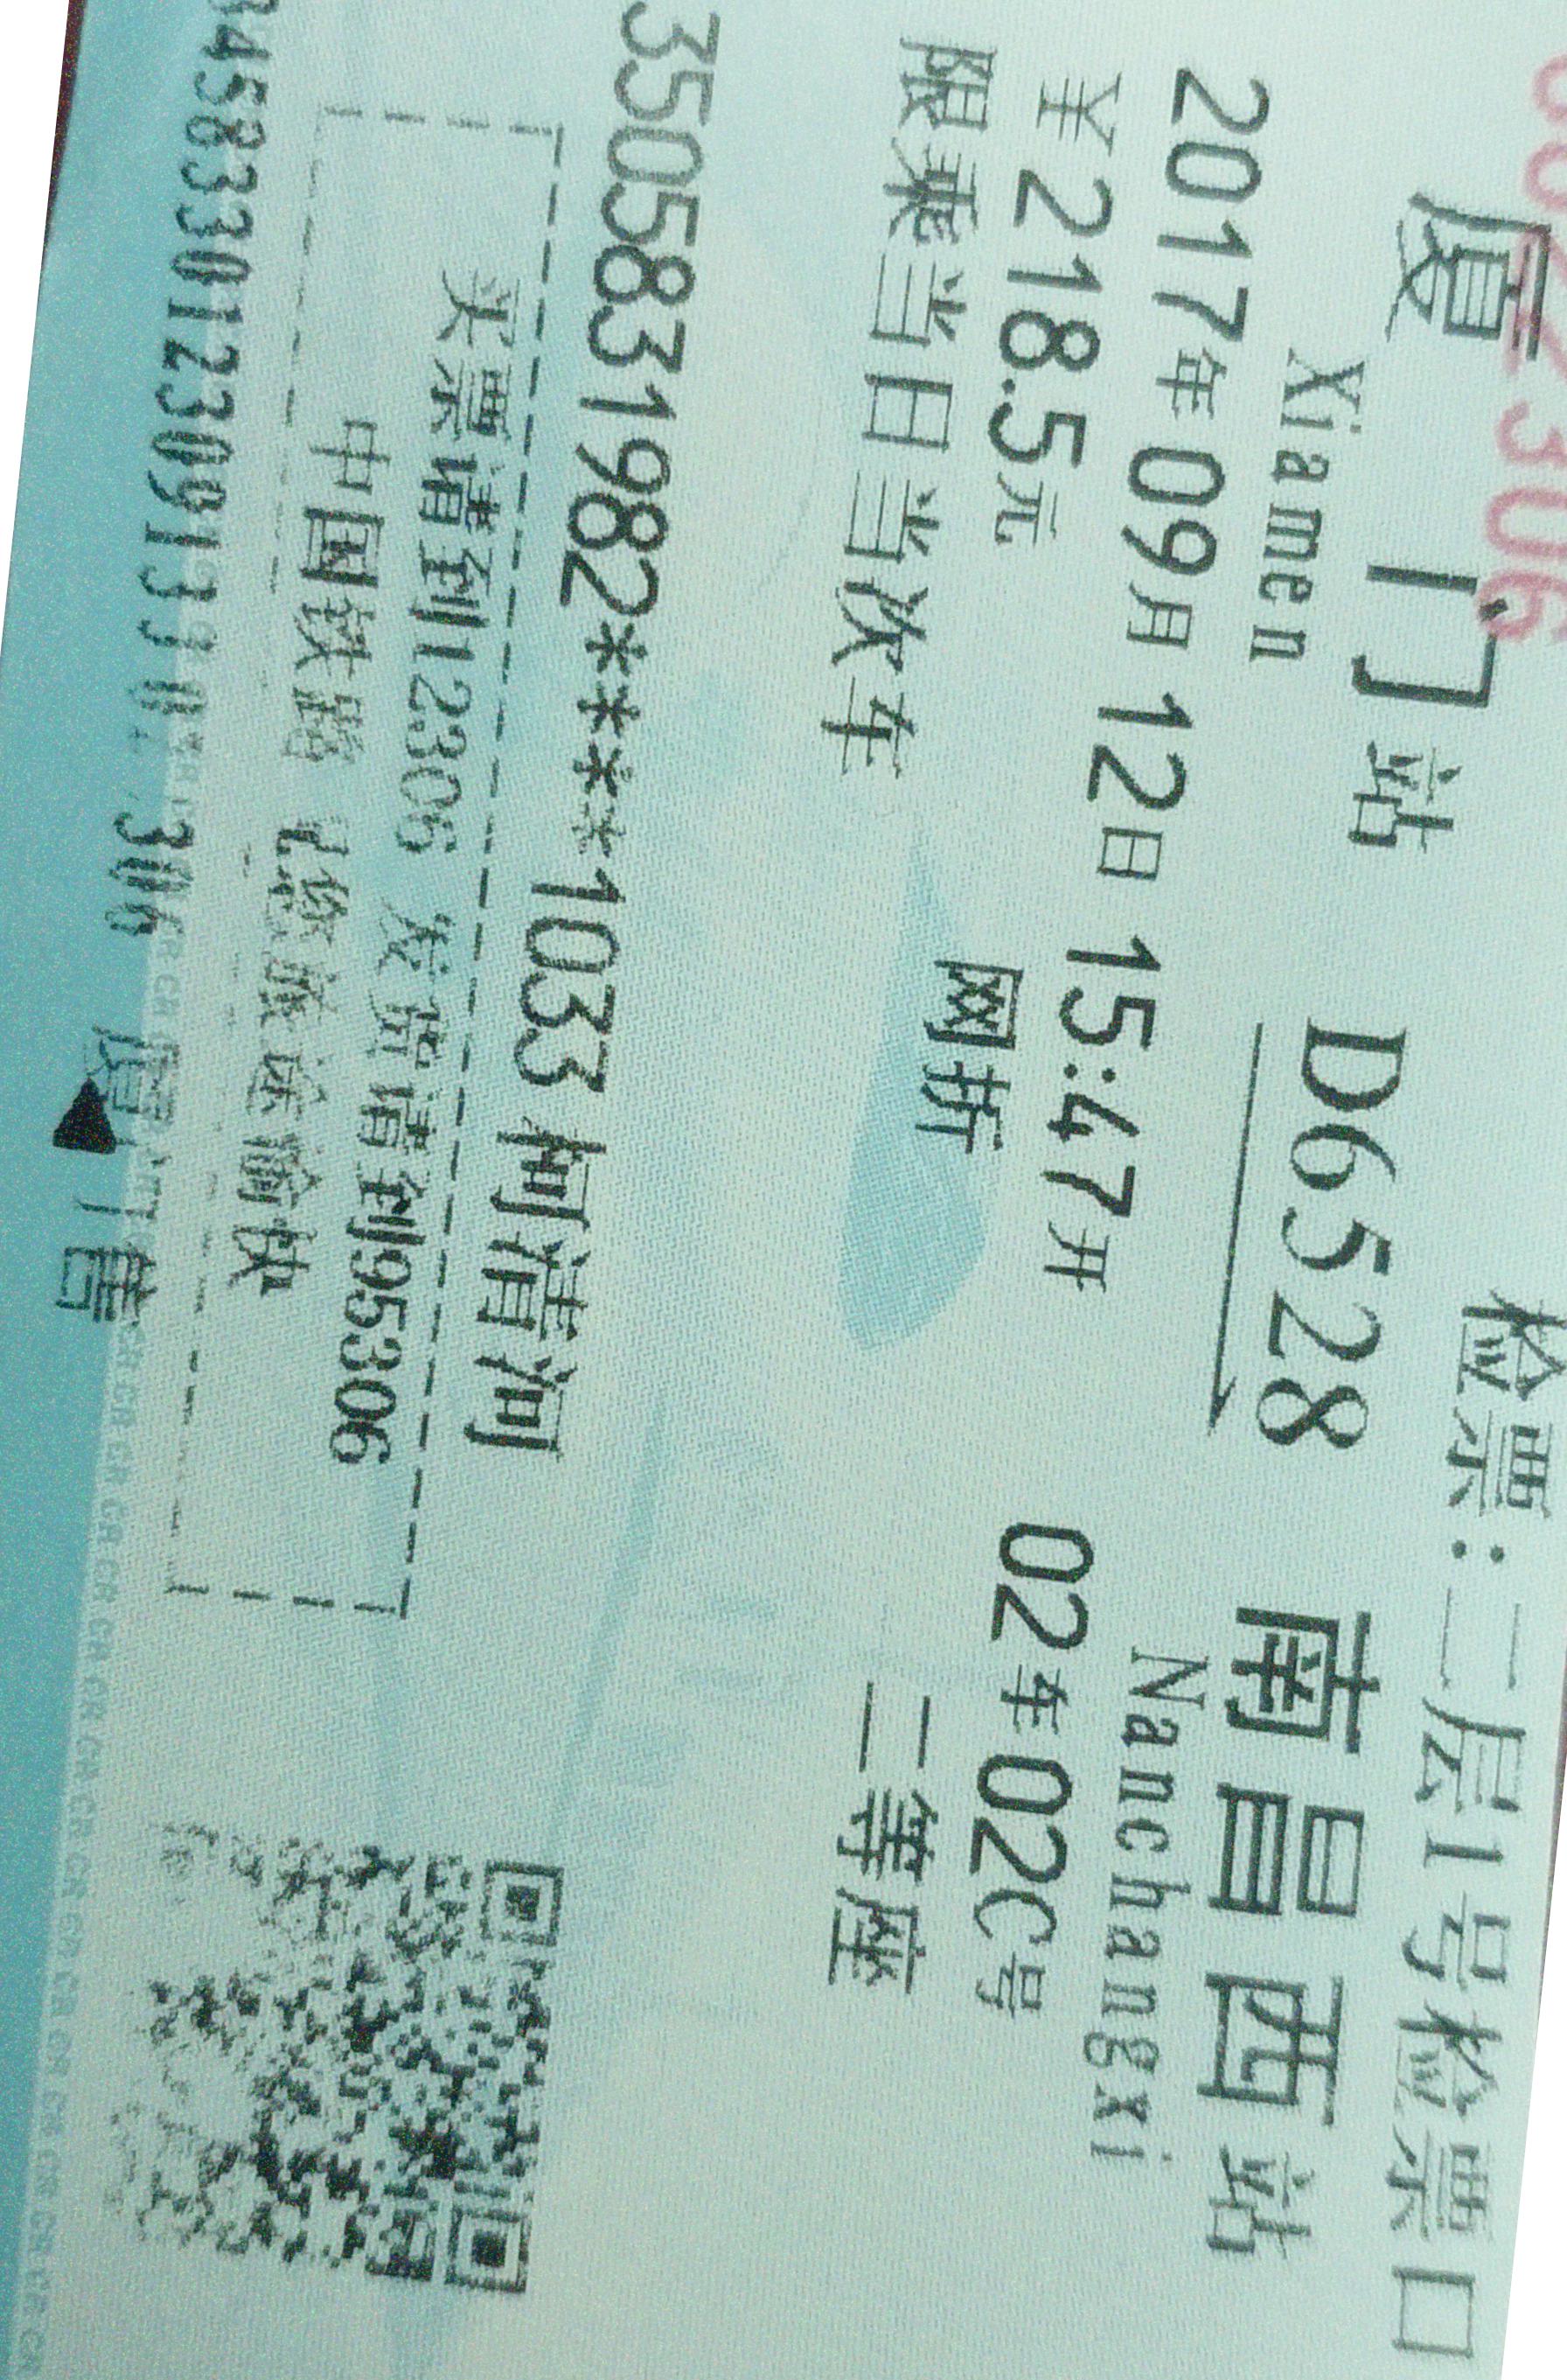 检票:二层1号检票口
厦门站 D6528 南昌西站
Xiamen Nanchangxi
2017年09月12日 15:47开 02车02C号
￥218.5元 网折 二等座
限乘当日当次车
3505831982****1033 柯清河
买票请到12306 发货请到95306
中国铁路祝您旅途愉快
厦门售